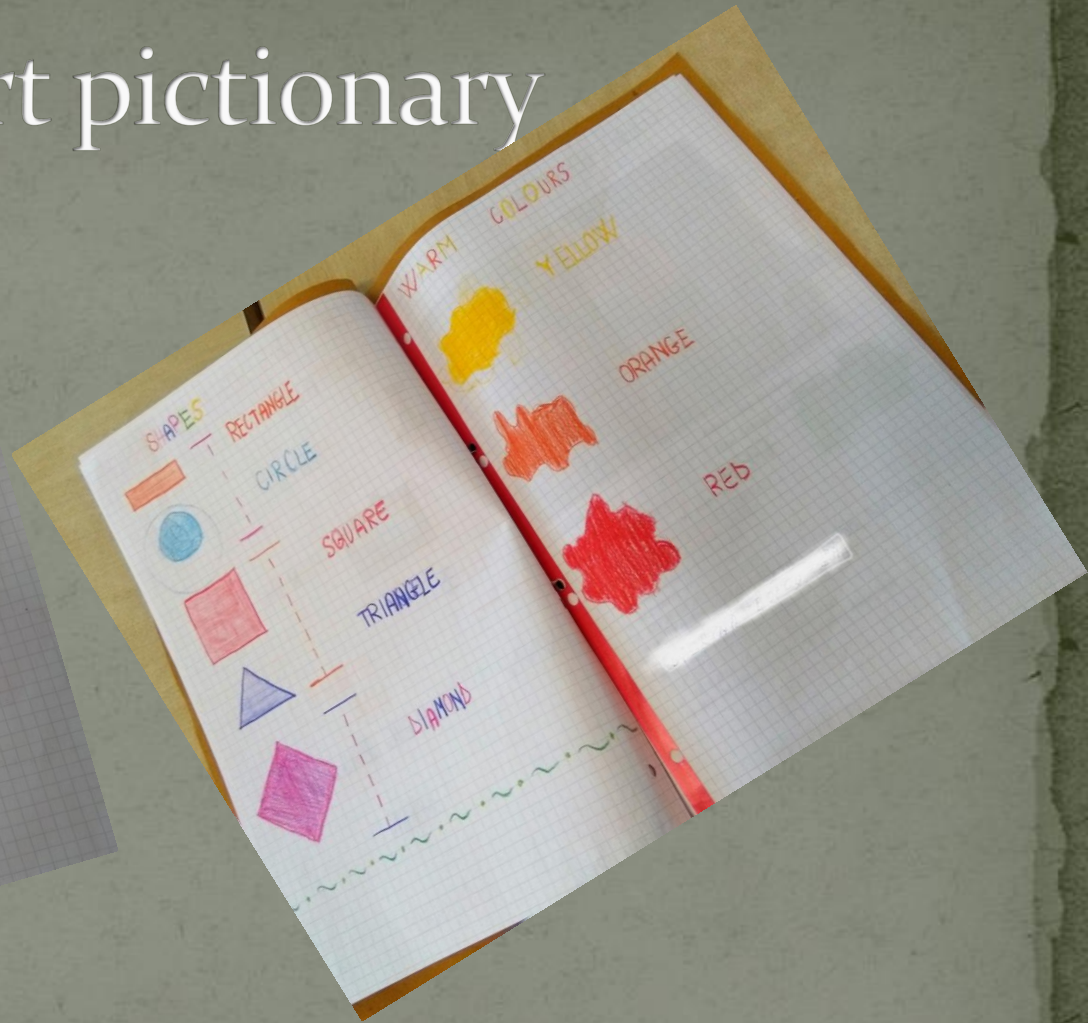 rt pictionary
SHAPES
RECTANGLE
CIRCLE
SQUARE
TRIANGLE
DIAMOND
WARM COLOURS
YELLOW
ORANGE
RED